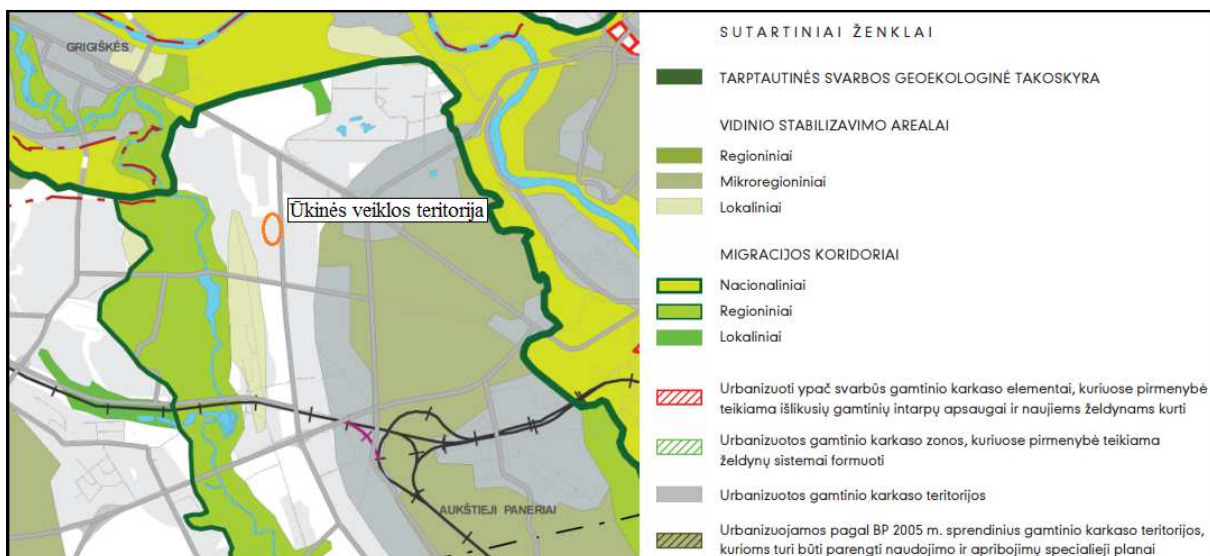 GRIGIŠKĖS
Ūkinės veiklos teritorija
AUKŠTIEJI PANERIAI
SUTARTINIAI ŽENKLAI
TARPTAUTINĖS SVARBOS GEOEKOLOGINĖ TAKOSKYRA
VIDINIO STABILIZAVIMO AREALAI
Regioniniai
Mikroregioniniai
Lokaliniai
MIGRACIJOS KORIDORIAI
Nacionaliniai
Regioniniai
Lokaliniai
Urbanizuoti ypač svarbūs gamtinio karkaso elementai, kuriuose pirmenybė
teikiama išlikusių gamtinių intarpų apsaugai ir naujiems želdynams kurti
Urbanizuotos gamtinio karkaso zonos, kuriuose pirmenybė teikiama
želdynų sistemai formuoti
Urbanizuotos gamtinio karkaso teritorijos
Urbanizuojamos pagal BP 2005 m. sprendinius gamtinio karkaso teritorijos,
kurioms turi būti parengti naudojimo ir apribojimų specialieji planai